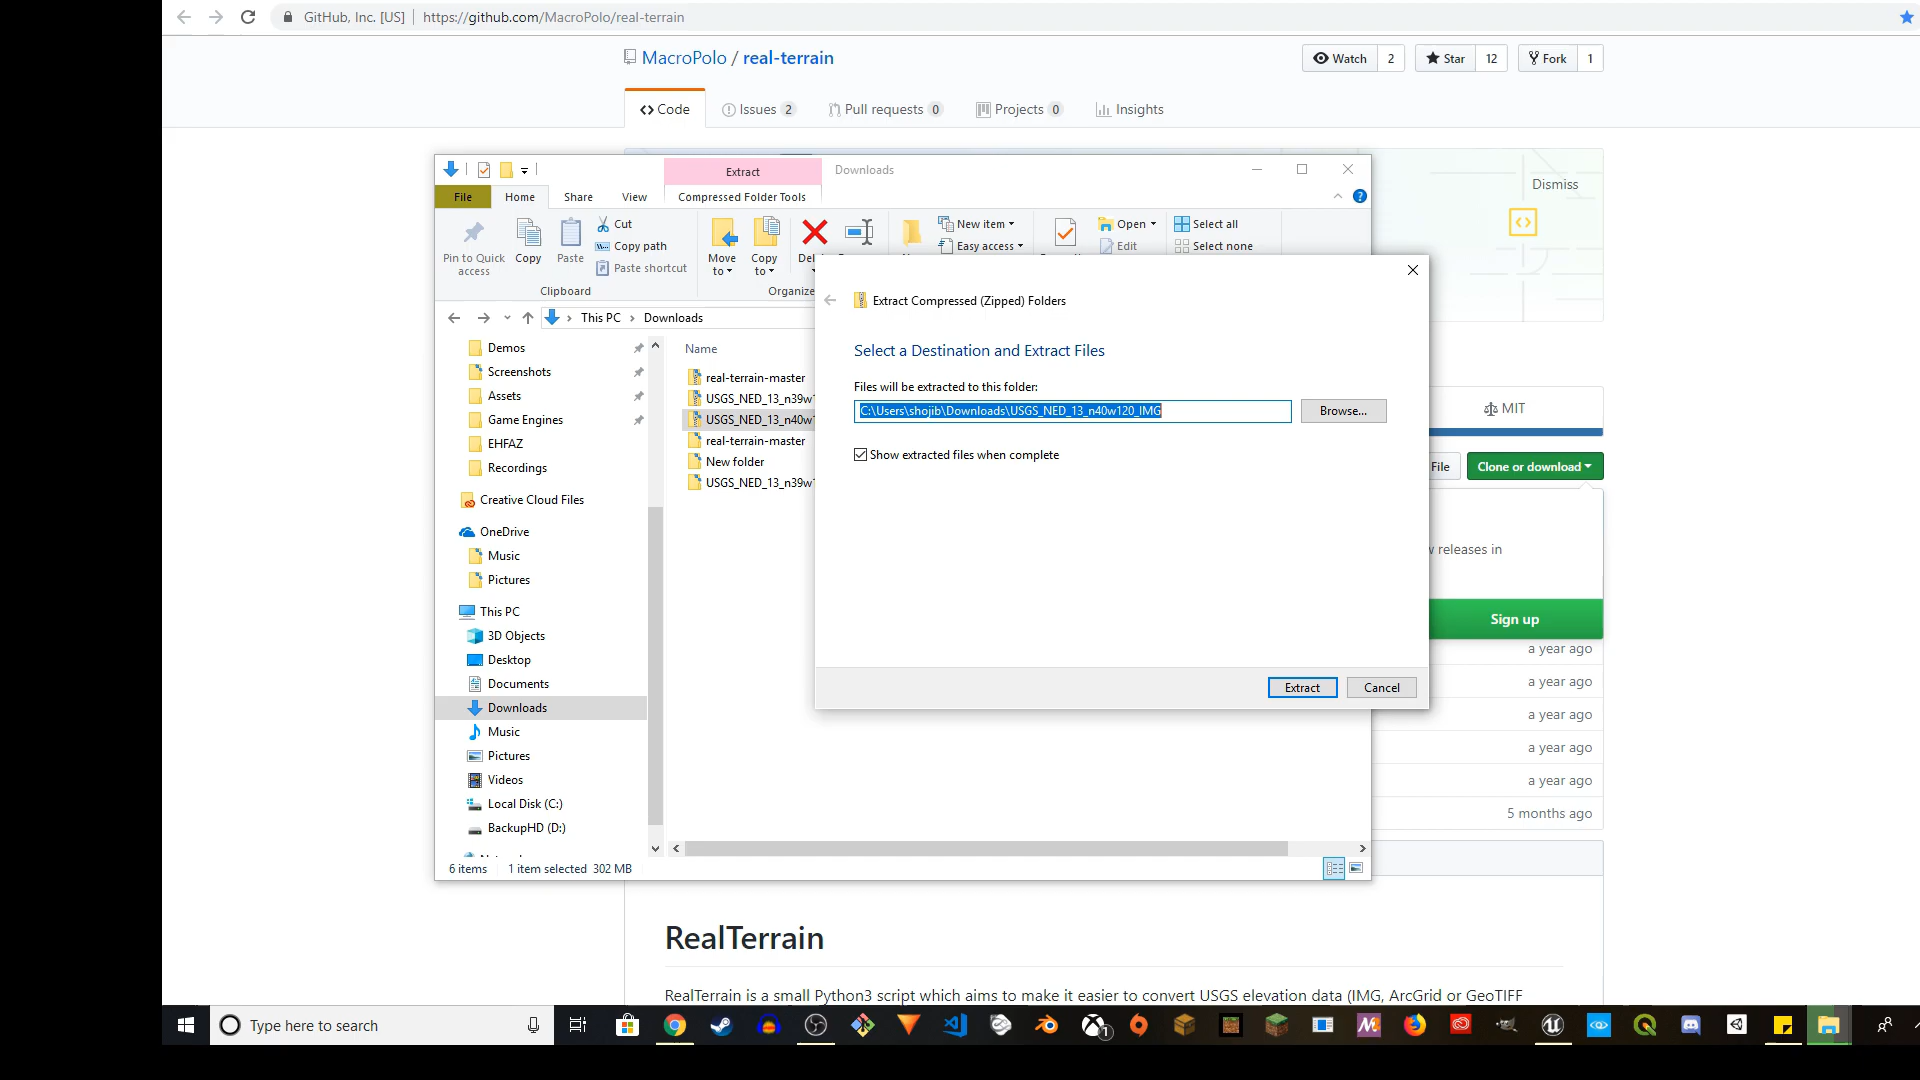 GitHub, Inc. [US] https://github.com/MacroPolo/real-terrain
MacroPolo / real-terrain
Watch 2 Star 12 Fork 1
Code Issues 2 Pull requests 0 Projects 0 Insights
Dismiss
Extract Downloads
File Home Share View Compressed Folder Tools
Pin to Quick access
Copy
Paste
Cut
Copy path
Paste shortcut
Clipboard
Move to
Copy to
New item
Easy access
Open
Edit
Select all
Select none
Organize
This PC > Downloads
Demos
Screenshots
Assets
Game Engines
EHFAZ
Recordings
Creative Cloud Files
OneDrive
Music
Pictures
This PC
3D Objects
Desktop
Documents
Downloads
Music
Pictures
Videos
Local Disk (C:)
BackupHD (D:)
Name
real-terrain-master
USGS_NED_13_n39w1
USGS_NED_13_n40w1
real-terrain-master
New folder
USGS_NED_13_n39w1
6 items 1 item selected 302 MB
Extract Compressed (Zipped) Folders
Select a Destination and Extract Files
Files will be extracted to this folder:
C:\Users\shojib\Downloads\USGS_NED_13_n40w120_IMG
Browse...
Show extracted files when complete
Extract Cancel
MIT
File Clone or download
releases in
Sign up
a year ago
a year ago
a year ago
a year ago
a year ago
5 months ago
RealTerrain
RealTerrain is a small Python3 script which aims to make it easier to convert USGS elevation data (IMG, ArcGrid or GeoTIFF
Type here to search